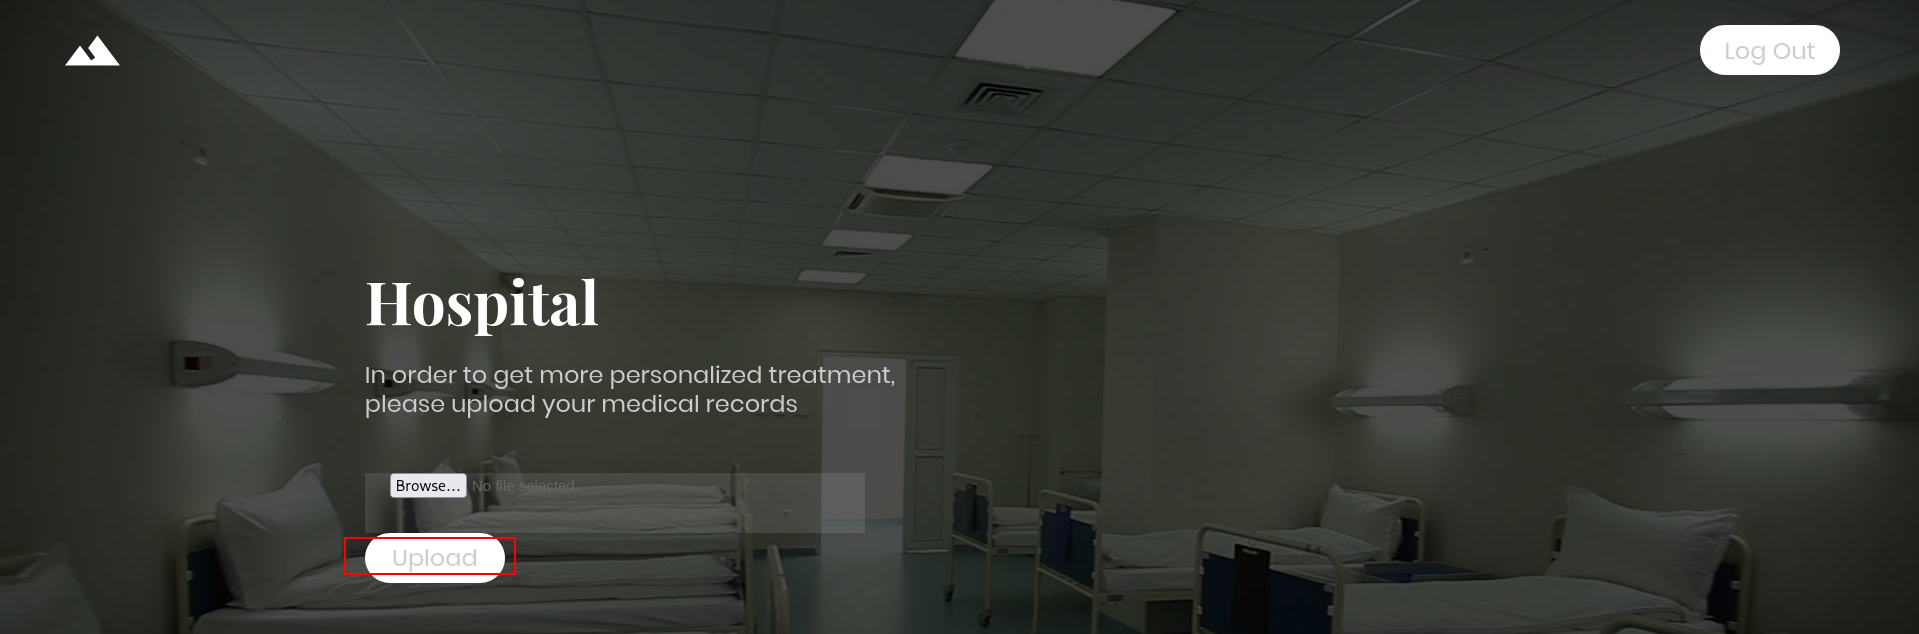 Log Out
Hospital
In order to get more personalized treatment,
please upload your medical records
Browse... No file selected.
Upload